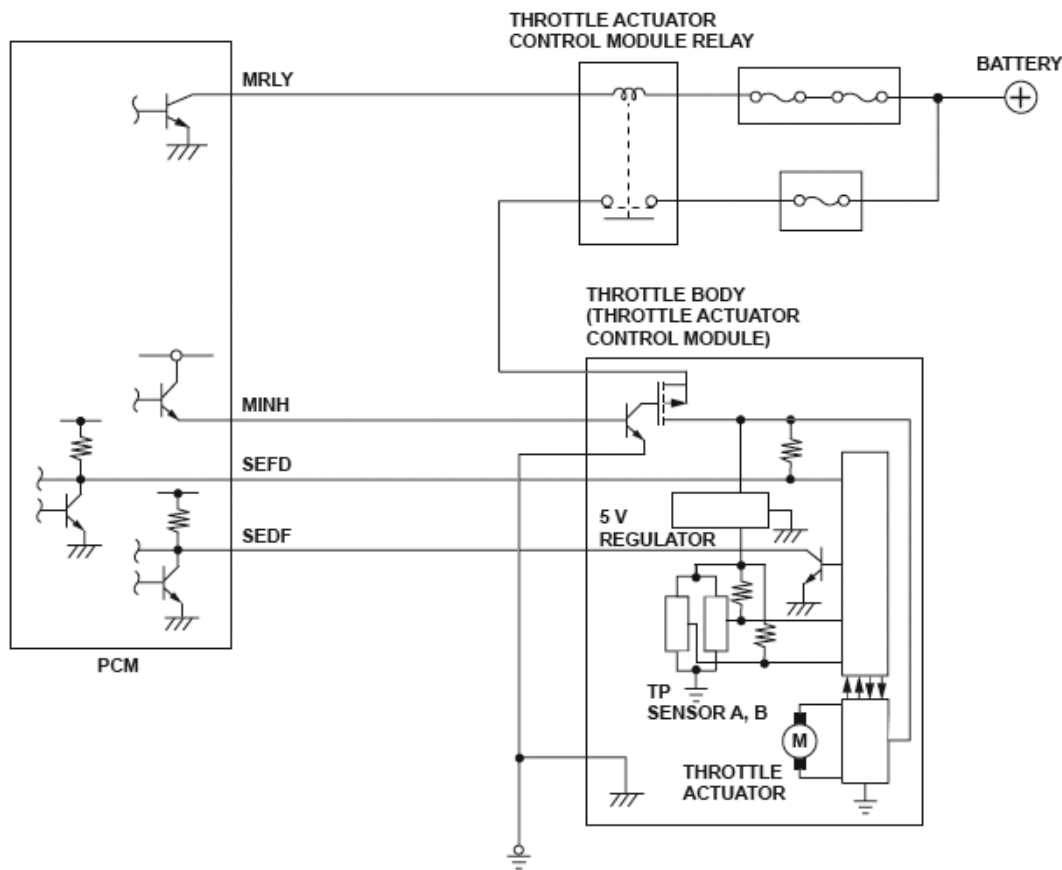 THROTTLE ACTUATOR
CONTROL MODULE RELAY
BATTERY
MRLY
THROTTLE BODY
(THROTTLE ACTUATOR
CONTROL MODULE)
MINH
SEFD
5 V
REGULATOR
SEDF
PCM
TP
SENSOR A, B
M
THROTTLE
ACTUATOR